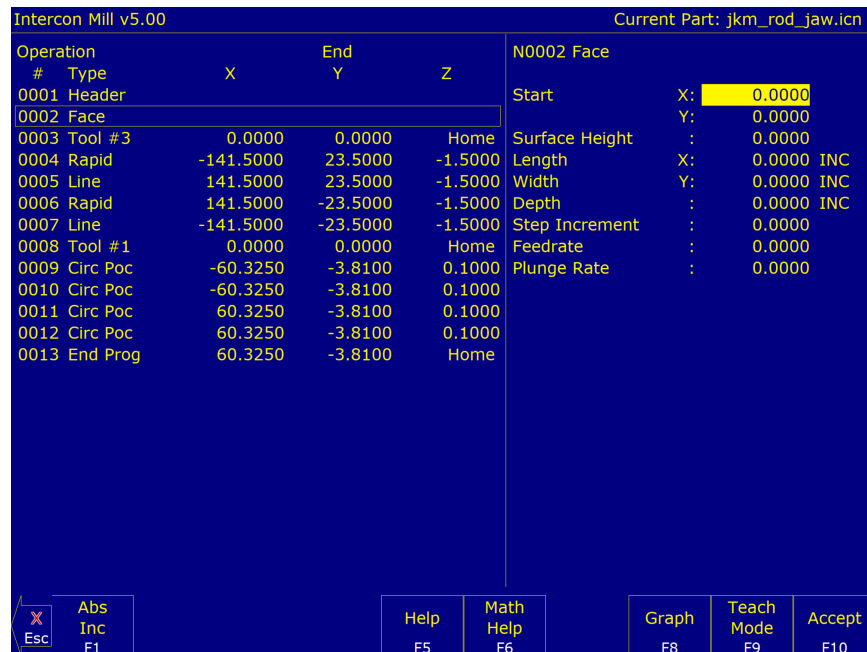 Intercon Mill v5.00 Current Part: jkm_rod_jaw.icn
Operation End
# Type X Y Z
0001 Header
0002 Face
0003 Tool #3 0.0000 0.0000 Home
0004 Rapid -141.5000 23.5000 -1.5000
0005 Line 141.5000 23.5000 -1.5000
0006 Rapid 141.5000 -23.5000 -1.5000
0007 Line -141.5000 -23.5000 -1.5000
0008 Tool #1 0.0000 0.0000 Home
0009 Circ Poc -60.3250 -3.8100 0.1000
0010 Circ Poc -60.3250 -3.8100 0.1000
0011 Circ Poc 60.3250 -3.8100 0.1000
0012 Circ Poc 60.3250 -3.8100 0.1000
0013 End Prog 60.3250 -3.8100 Home
N0002 Face
Start X: 0.0000
Y: 0.0000
Surface Height : 0.0000
Length X: 0.0000 INC
Width Y: 0.0000 INC
Depth : 0.0000 INC
Step Increment : 0.0000
Feedrate : 0.0000
Plunge Rate : 0.0000
X Esc
Abs Inc F1
Help F5
Math Help F6
Graph F8
Teach Mode F9
Accept F10